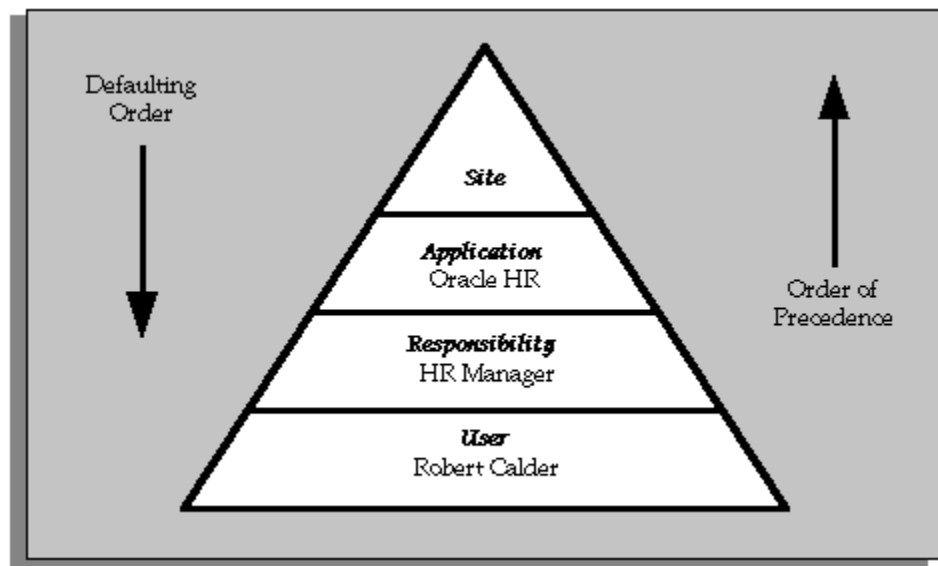 Defaulting
Order
Site
Application
Oracle HR
Responsibility
HR Manager
User
Robert Calder
Order of
Precedence